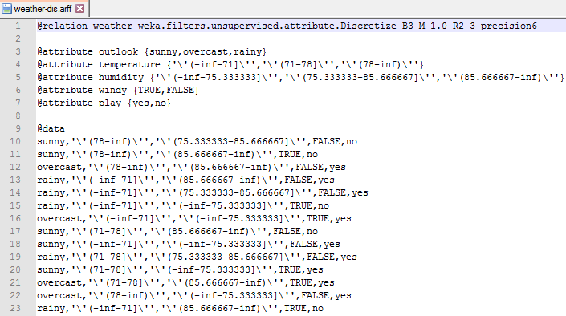 weather-dis.arff
1 @relation weather-weka.filters.unsupervised.attribute.Discretize-B3-M-1.0-R2-3-precision6
2
3 @attribute outlook {sunny,overcast,rainy}
4 @attribute temperature {'\'(-inf-71]\'','\'(71-78]\'','\'(78-inf)\''}
5 @attribute humidity {'\'(-inf-75.333333]\'','\'(75.333333-85.666667]\'','\'(85.666667-inf)\''}
6 @attribute windy {TRUE,FALSE}
7 @attribute play {yes,no}
8
9 @data
10 sunny,'\'(78-inf)\'','\'(75.333333-85.666667]\'',FALSE,no
11 sunny,'\'(78-inf)\'','\'(85.666667-inf)\'',TRUE,no
12 overcast,'\'(78-inf)\'','\'(85.666667-inf)\'',FALSE,yes
13 rainy,'\'(-inf-71]\'','\'(85.666667-inf)\'',FALSE,yes
14 rainy,'\'(-inf-71]\'','\'(75.333333-85.666667]\'',FALSE,yes
15 rainy,'\'(-inf-71]\'','\'(-inf-75.333333]\'',TRUE,no
16 overcast,'\'(-inf-71]\'','\'(-inf-75.333333]\'',TRUE,yes
17 sunny,'\'(71-78]\'','\'(85.666667-inf)\'',FALSE,no
18 sunny,'\'(-inf-71]\'','\'(-inf-75.333333]\'',FALSE,yes
19 rainy,'\'(71-78]\'','\'(75.333333-85.666667]\'',FALSE,yes
20 sunny,'\'(71-78]\'','\'(-inf-75.333333]\'',TRUE,yes
21 overcast,'\'(71-78]\'','\'(85.666667-inf)\'',TRUE,yes
22 overcast,'\'(78-inf)\'','\'(-inf-75.333333]\'',FALSE,yes
23 rainy,'\'(-inf-71]\'','\'(85.666667-inf)\'',TRUE,no